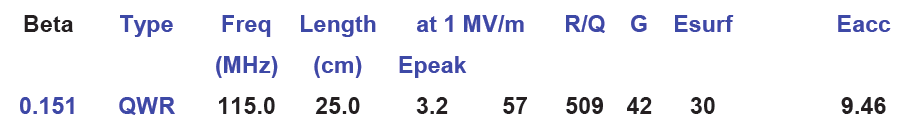 Beta Type Freq Length at 1 MV/m R/Q G Esurf Eacc
(MHz) (cm) Epeak
0.151 QWR 115.0 25.0 3.2 57 509 42 30 9.46